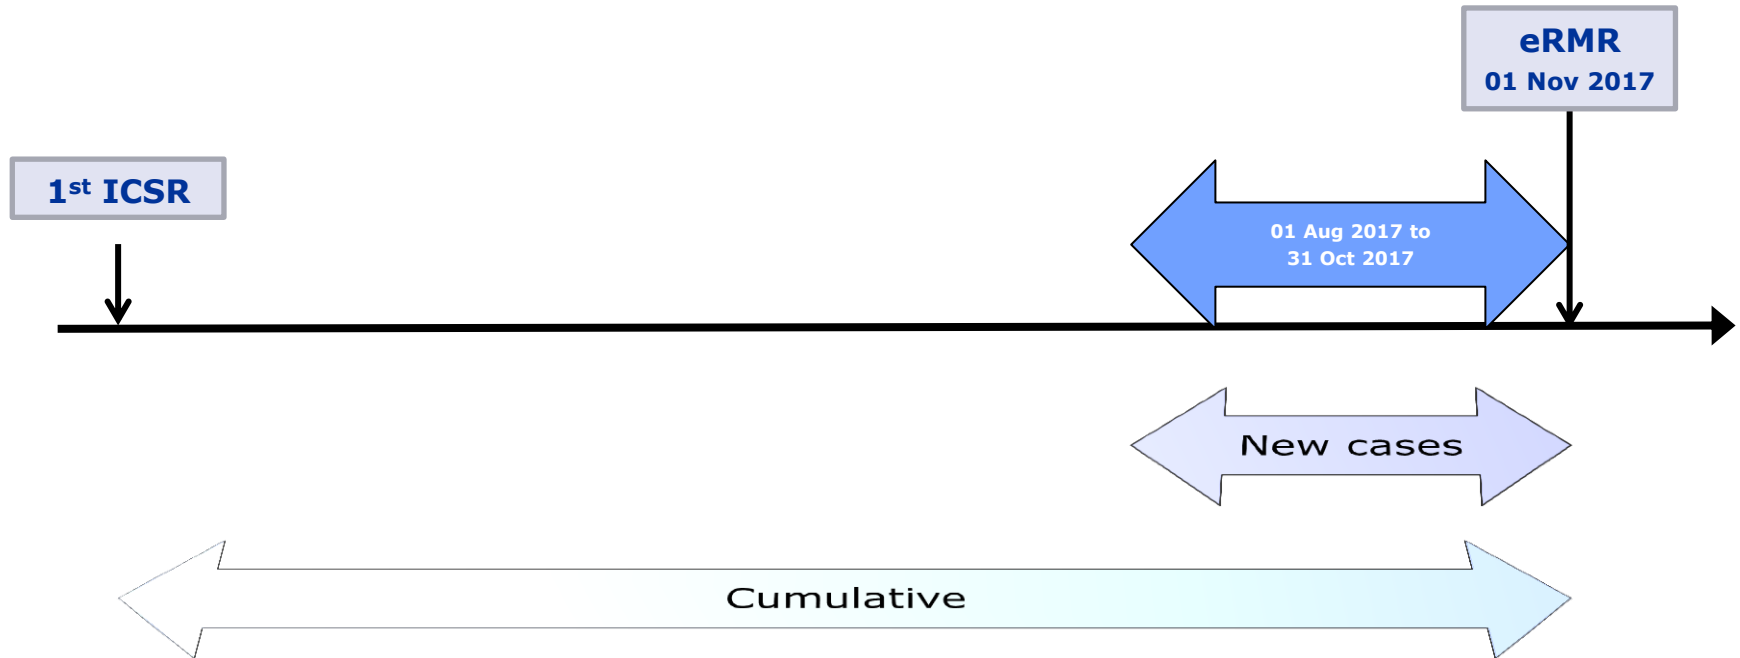 eRMR
01 Nov 2017
1st ICSR
01 Aug 2017 to
31 Oct 2017
New cases
Cumulative